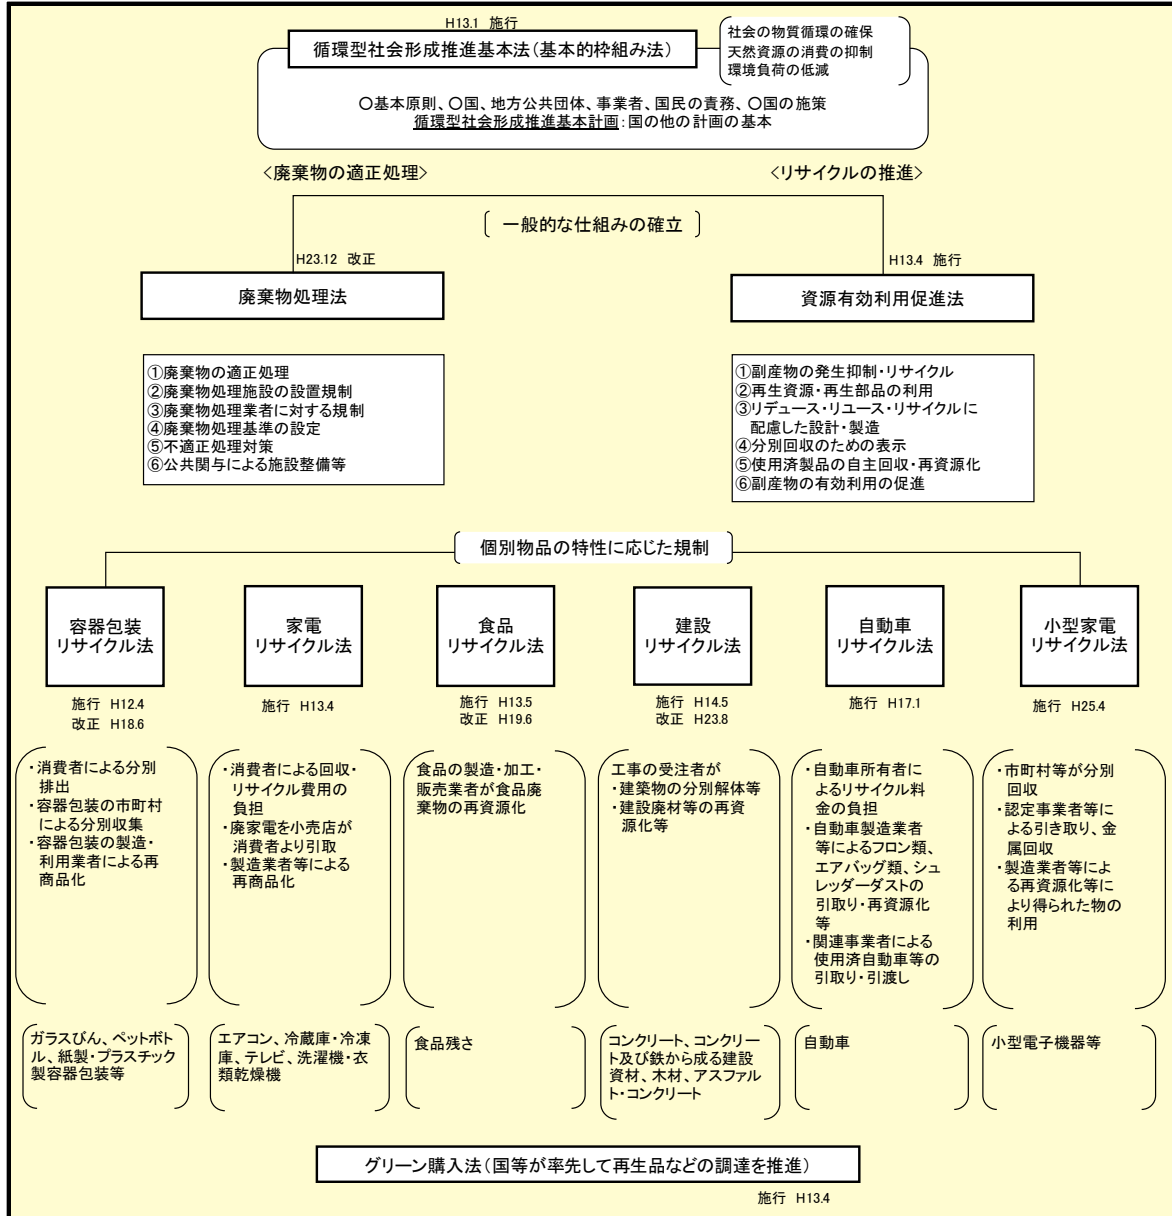 H13.1 施行
循環型社会形成推進基本法(基本的枠組み法)
社会の物質循環の確保
天然資源の消費の抑制
環境負荷の低減
○基本原則、○国、地方公共団体、事業者、国民の責務、○国の施策
循環型社会形成推進基本計画:国の他の計画の基本
<廃棄物の適正処理>
<リサイクルの推進>
一般的な仕組みの確立
H23.12 改正
廃棄物処理法
H13.4 施行
資源有効利用促進法
①廃棄物の適正処理
②廃棄物処理施設の設置規制
③廃棄物処理業者に対する規制
④廃棄物処理基準の設定
⑤不適正処理対策
⑥公共関与による施設整備等
①副産物の発生抑制・リサイクル
②再生資源・再生部品の利用
③リデュース・リユース・リサイクルに
配慮した設計・製造
④分別回収のための表示
⑤使用済製品の自主回収・再資源化
⑥副産物の有効利用の促進
個別物品の特性に応じた規制
容器包装
リサイクル法
施行 H12.4
改正 H18.6
・消費者による分別
排出
・容器包装の市町村
による分別収集
・容器包装の製造・
利用業者による再
商品化
ガラスびん、ペットボト
ル、紙製・プラスチック
製容器包装等
家電
リサイクル法
施行 H13.4
・消費者による回収・
リサイクル費用の
負担
・廃家電を小売店が
消費者より引取
・製造業者等による
再商品化
エアコン、冷蔵庫・冷凍
庫、テレビ、洗濯機・衣
類乾燥機
食品
リサイクル法
施行 H13.5
改正 H19.6
食品の製造・加工・
販売業者が食品廃
棄物の再資源化
食品残さ
建設
リサイクル法
施行 H14.5
改正 H23.8
工事の受注者が
・建築物の分別解体等
・建設廃材等の再資
源化等
コンクリート、コンクリー
ト及び鉄から成る建設
資材、木材、アスファル
ト・コンクリート
自動車
リサイクル法
施行 H17.1
・自動車所有者に
よるリサイクル料
金の負担
・自動車製造業者
等によるフロン類、
エアバッグ類、シュ
レッダーダストの
引取り・再資源化
等
・関連事業者による
使用済自動車等の
引取り・引渡し
自動車
小型家電
リサイクル法
施行 H25.4
・市町村等が分別
回収
・認定事業者等に
よる引き取り、金
属回収
・製造業者等によ
る再資源化等に
より得られた物の
利用
小型電子機器等
グリーン購入法(国等が率先して再生品などの調達を推進)
施行 H13.4